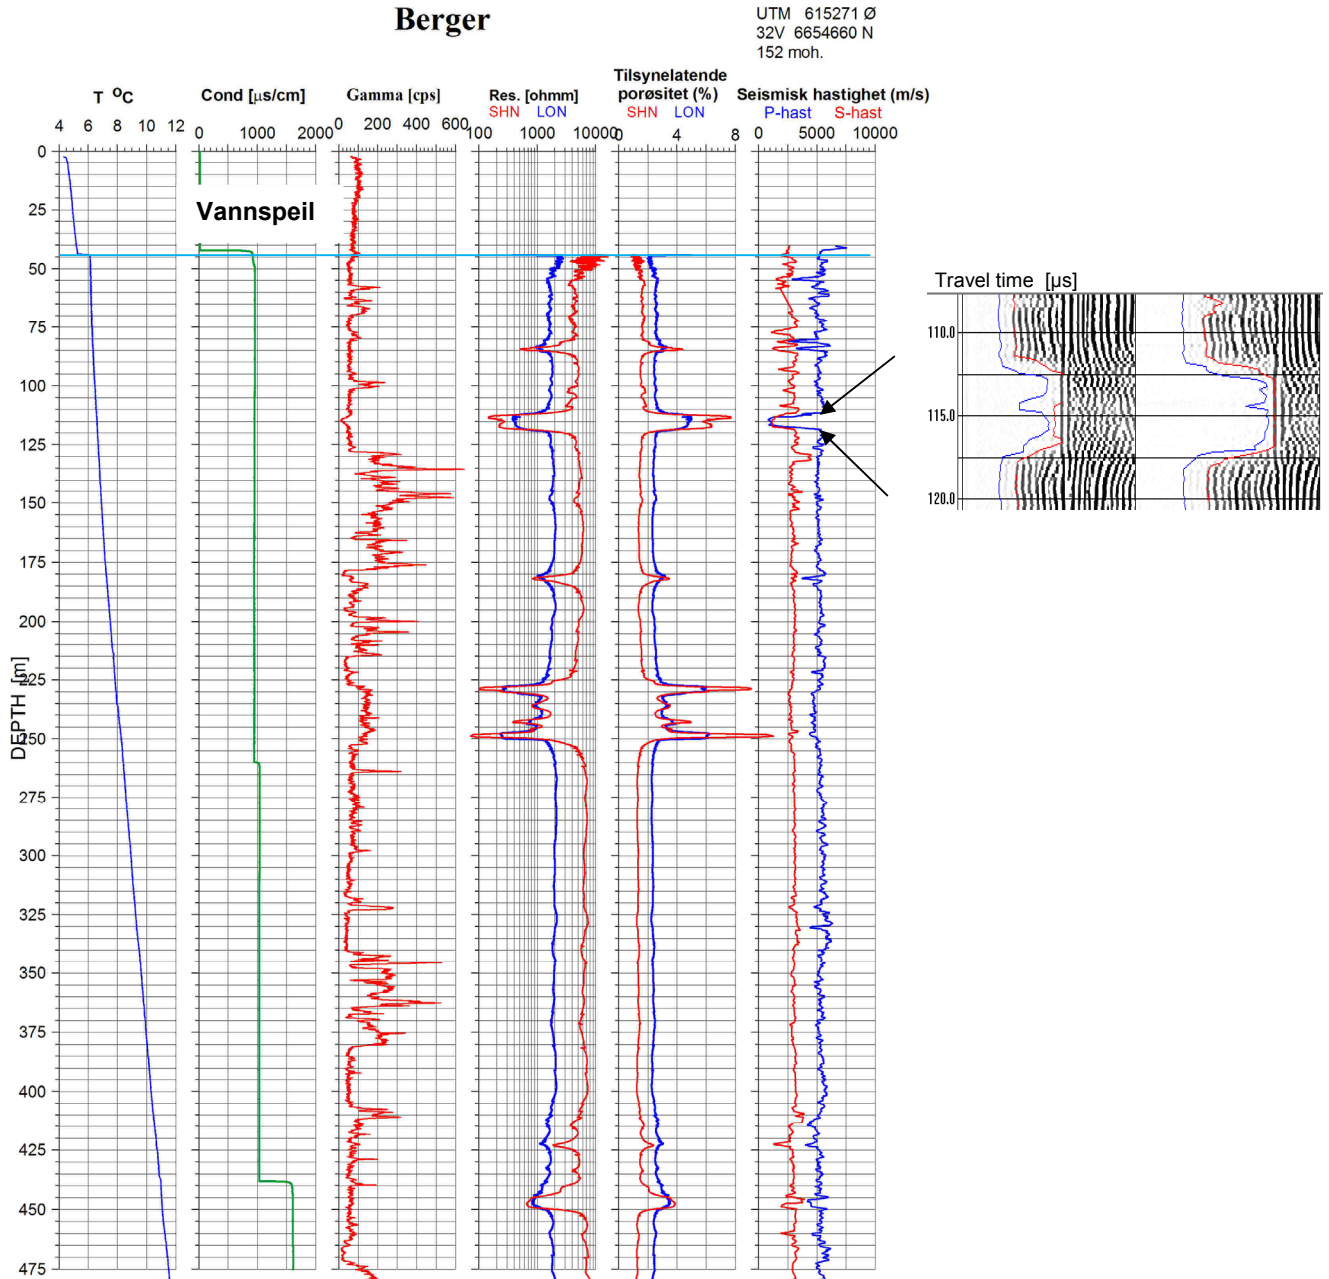 Berger
UTM 615271 Ø
32V 6654660 N
152 moh.
T °C
Cond [µs/cm]
Gamma [cps]
Res. [ohmm]
SHN LON
Tilsynelatende
porøsitet (%)
SHN LON
Seismisk hastighet (m/s)
P-hast S-hast
4 6 8 10 12
0 1000 2000
0 200 400 600
100 1000 10000
0 4 8
0 5000 10000
Vannspeil
DEPTH [m]
0
25
50
75
100
125
150
175
200
225
250
275
300
325
350
375
400
425
450
475
Travel time [µs]
110.0
115.0
120.0